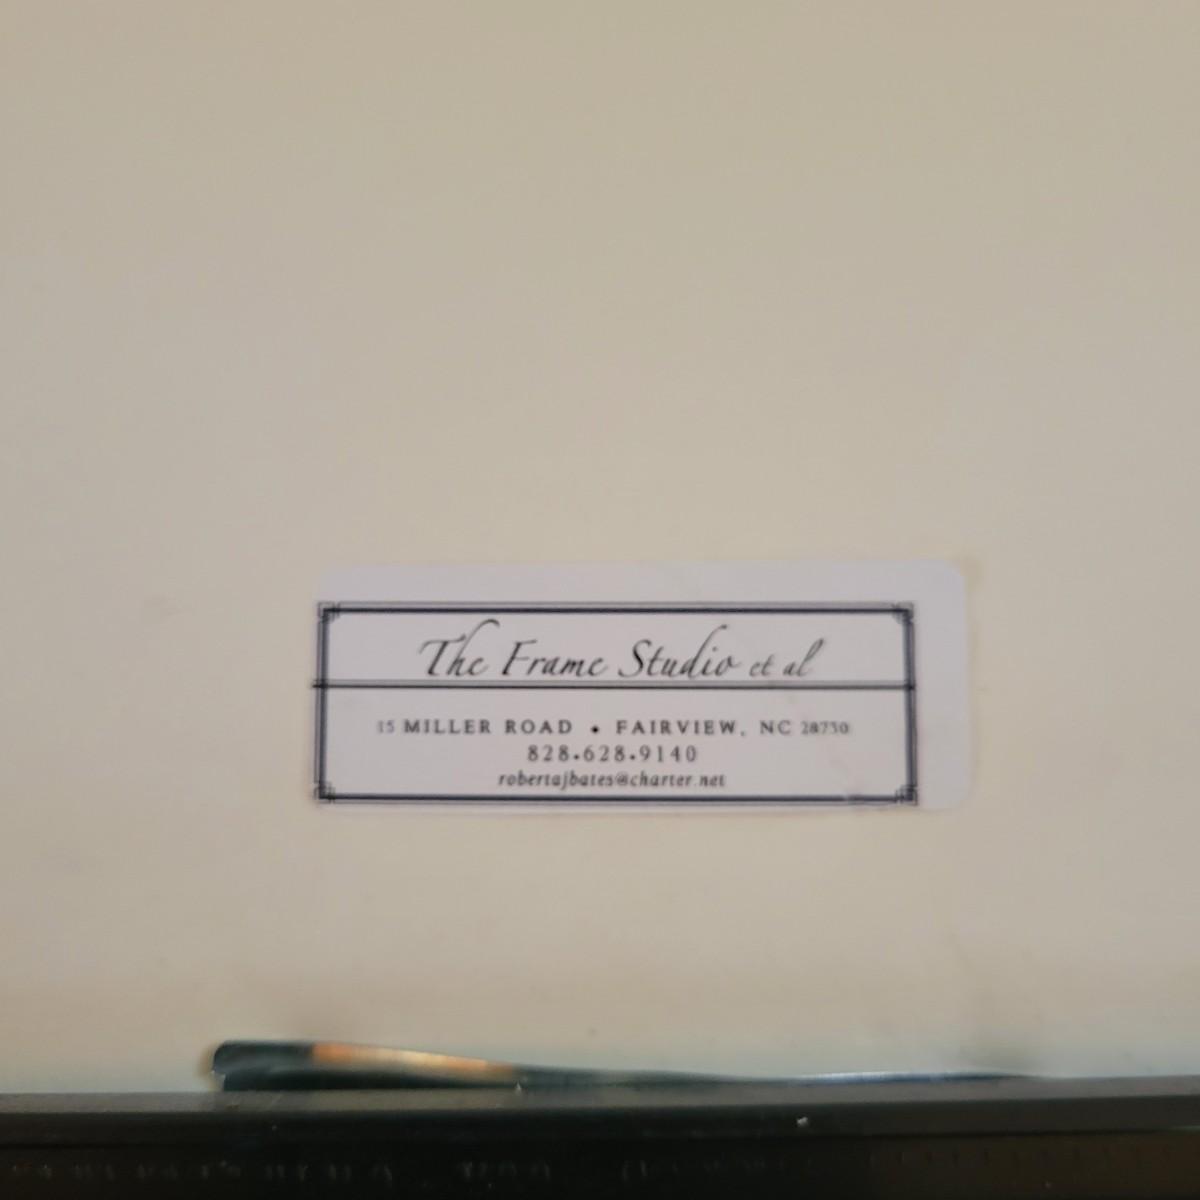 The Frame Studio et al
15 MILLER ROAD • FAIRVIEW, NC 28730
828•628•9140
robertajbates@charter.net